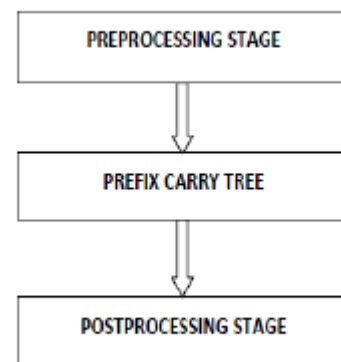 PREPROCESSING STAGE
PREFIX CARRY TREE
POSTPROCESSING STAGE